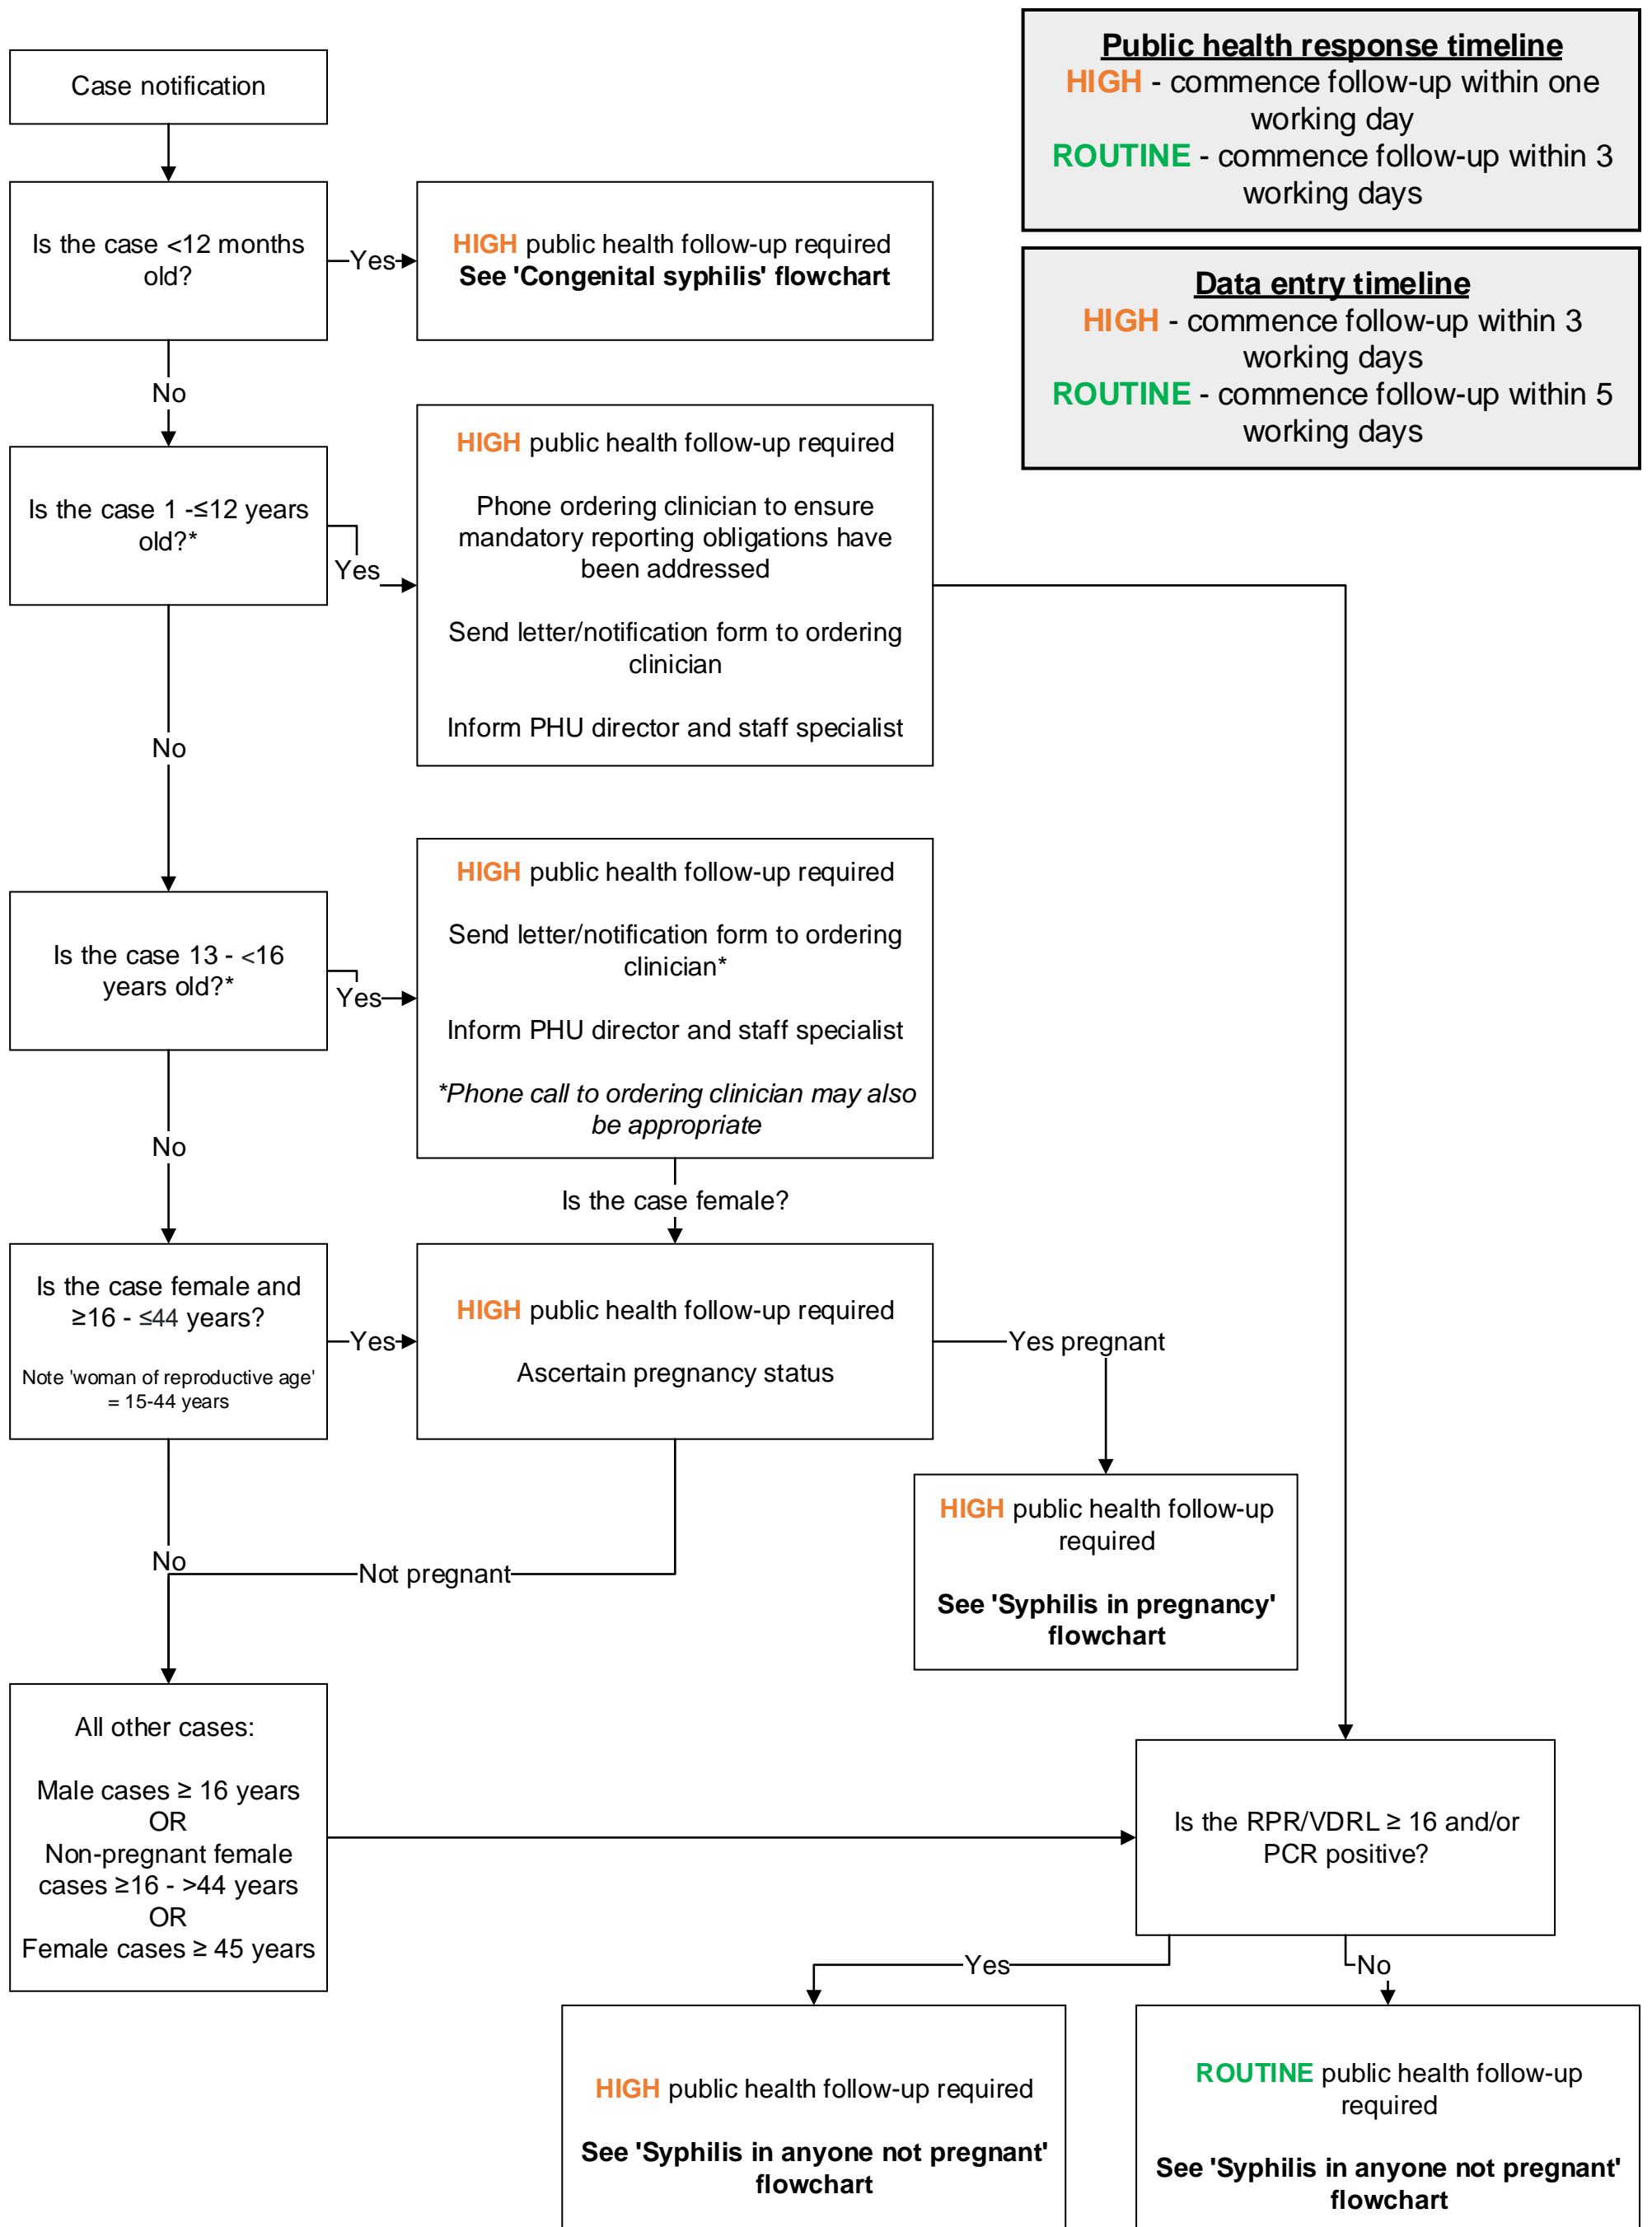 Case notification
Public health response timeline
HIGH - commence follow-up within one
working day
ROUTINE - commence follow-up within 3
working days
Data entry timeline
HIGH - commence follow-up within 3
working days
ROUTINE - commence follow-up within 5
working days
Is the case <12 months
old?
Yes
HIGH public health follow-up required
See 'Congenital syphilis' flowchart
No
Is the case 1 -≤12 years
old?*
Yes
HIGH public health follow-up required
Phone ordering clinician to ensure
mandatory reporting obligations have
been addressed
Send letter/notification form to ordering
clinician
Inform PHU director and staff specialist
No
Is the case 13 - <16
years old?*
Yes
HIGH public health follow-up required
Send letter/notification form to ordering
clinician*
Inform PHU director and staff specialist
*Phone call to ordering clinician may also
be appropriate
No
Is the case female?
Is the case female and
≥16 - ≤44 years?
Note 'woman of reproductive age'
= 15-44 years
Yes
HIGH public health follow-up required
Ascertain pregnancy status
Yes pregnant
HIGH public health follow-up
required
See 'Syphilis in pregnancy'
flowchart
No
Not pregnant
All other cases:
Male cases ≥ 16 years
OR
Non-pregnant female
cases ≥16 - >44 years
OR
Female cases ≥ 45 years
Is the RPR/VDRL ≥ 16 and/or
PCR positive?
Yes
No
HIGH public health follow-up required
See 'Syphilis in anyone not pregnant'
flowchart
ROUTINE public health follow-up
required
See 'Syphilis in anyone not pregnant'
flowchart